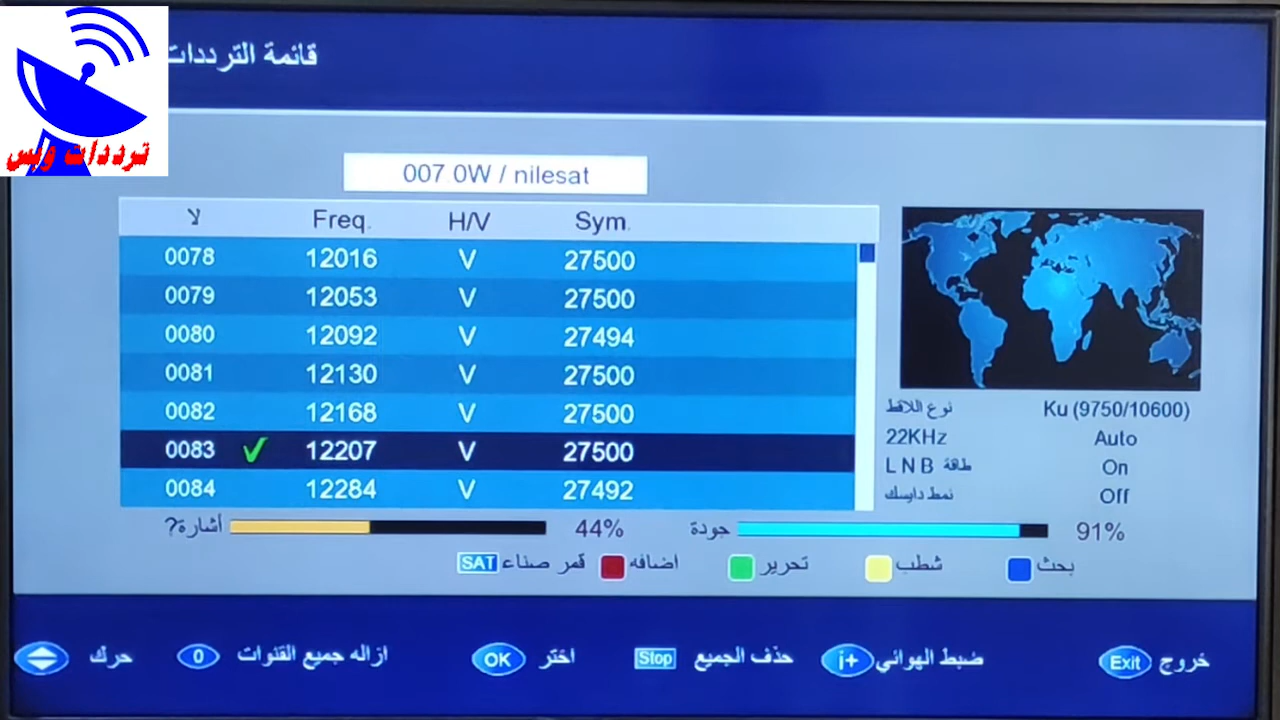 قائمة الترددات
ترددات ويس
007 0W / nilesat
لا Freq. H/V Sym.
0078 12016 V 27500
0079 12053 V 27500
0080 12092 V 27494
0081 12130 V 27500
0082 12168 V 27500
0083 12207 V 27500
0084 12284 V 27492
نوع اللاقط Ku (9750/10600)
22KHz Auto
طاقة LNB On
نمط دايسك Off
أشارة? 44% جودة 91%
SAT قمر صناء اضافه تحرير شطب بحث
حرك 0 ازاله جميع القنوات OK اختر Stop حذف الجميع i+ ضبط الهوائي Exit خروج